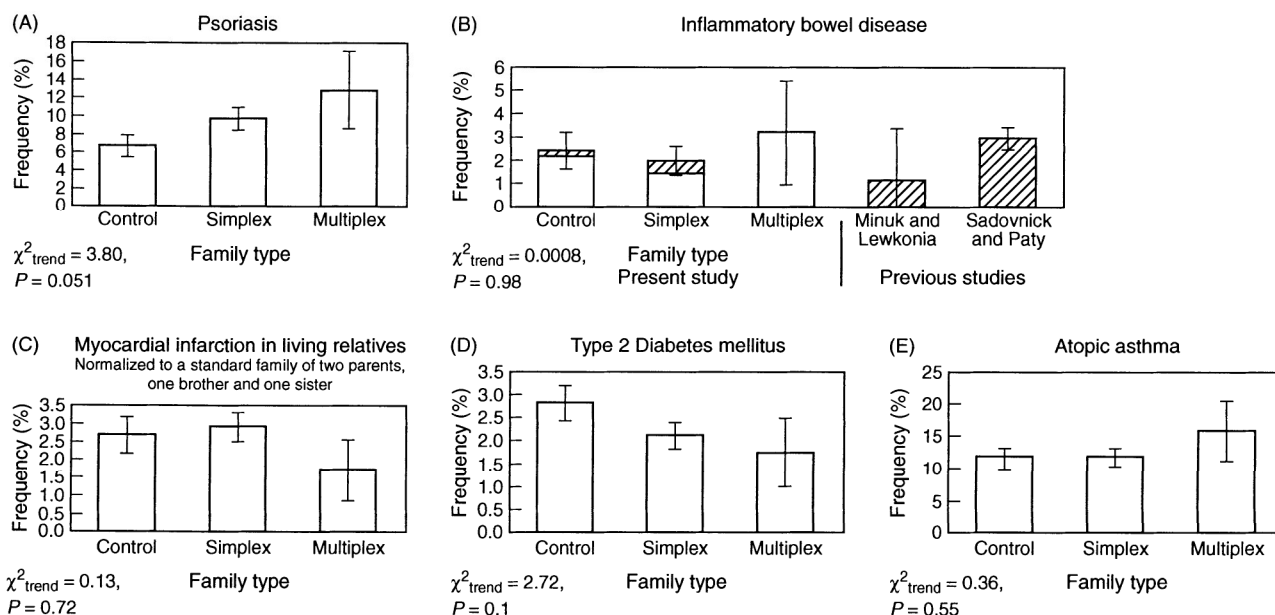 (A) Psoriasis
Frequency (%)
18
16
14
12
10
8
6
4
2
0
Control Simplex Multiplex
Family type
χ²trend = 3.80,
P = 0.051
(B) Inflammatory bowel disease
Frequency (%)
6
5
4
3
2
1
0
Control Simplex Multiplex Minuk and Lewkonia Sadovnick and Paty
Family type
χ²trend = 0.0008,
P = 0.98
Present study Previous studies
(C) Myocardial infarction in living relatives
Normalized to a standard family of two parents,
one brother and one sister
Frequency (%)
3.5
3.0
2.5
2.0
1.5
1.0
0.5
0.0
Control Simplex Multiplex
χ²trend = 0.13, Family type
P = 0.72
(D) Type 2 Diabetes mellitus
Frequency (%)
3.5
3.0
2.5
2.0
1.5
1.0
0.5
0.0
Control Simplex Multiplex
χ²trend = 2.72, Family type
P = 0.1
(E) Atopic asthma
Frequency (%)
25
20
15
10
5
0
Control Simplex Multiplex
χ²trend = 0.36, Family type
P = 0.55